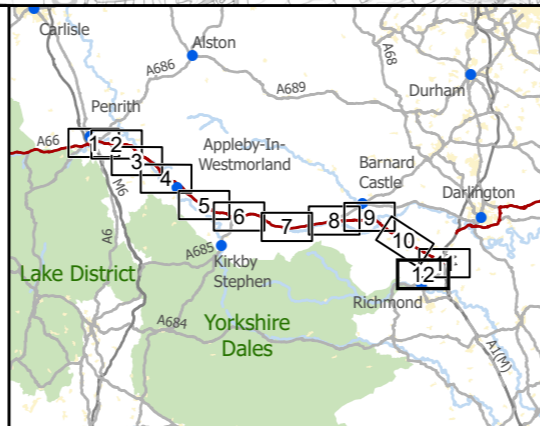 Carlisle
Alston
A686
A689
A68
Durham
Penrith
A66
1
2
3
Appleby-In-
Westmorland
4
M6
A6
5
6
7
8
9
10
Barnard
Castle
Darlington
12
Lake District
A685
Kirkby
Stephen
A684
Yorkshire
Dales
Richmond
A1(M)